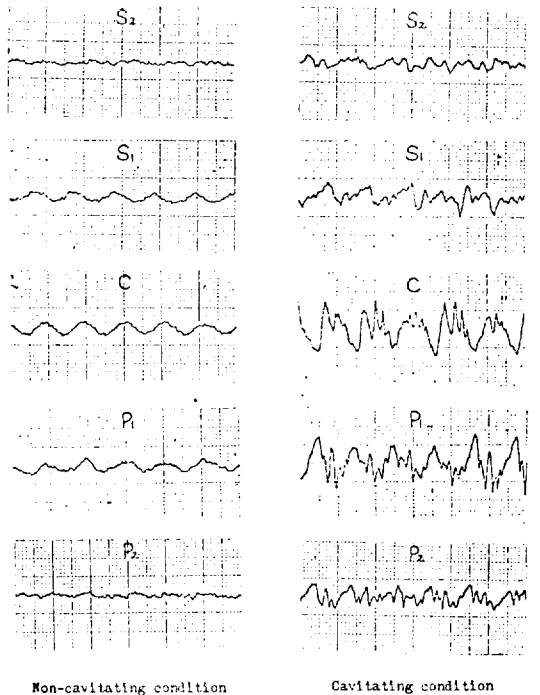 S₂ S₂
S₁ S₁
C C
P₁ P₁
P₂ P₂
Non-cavitating condition Cavitating condition